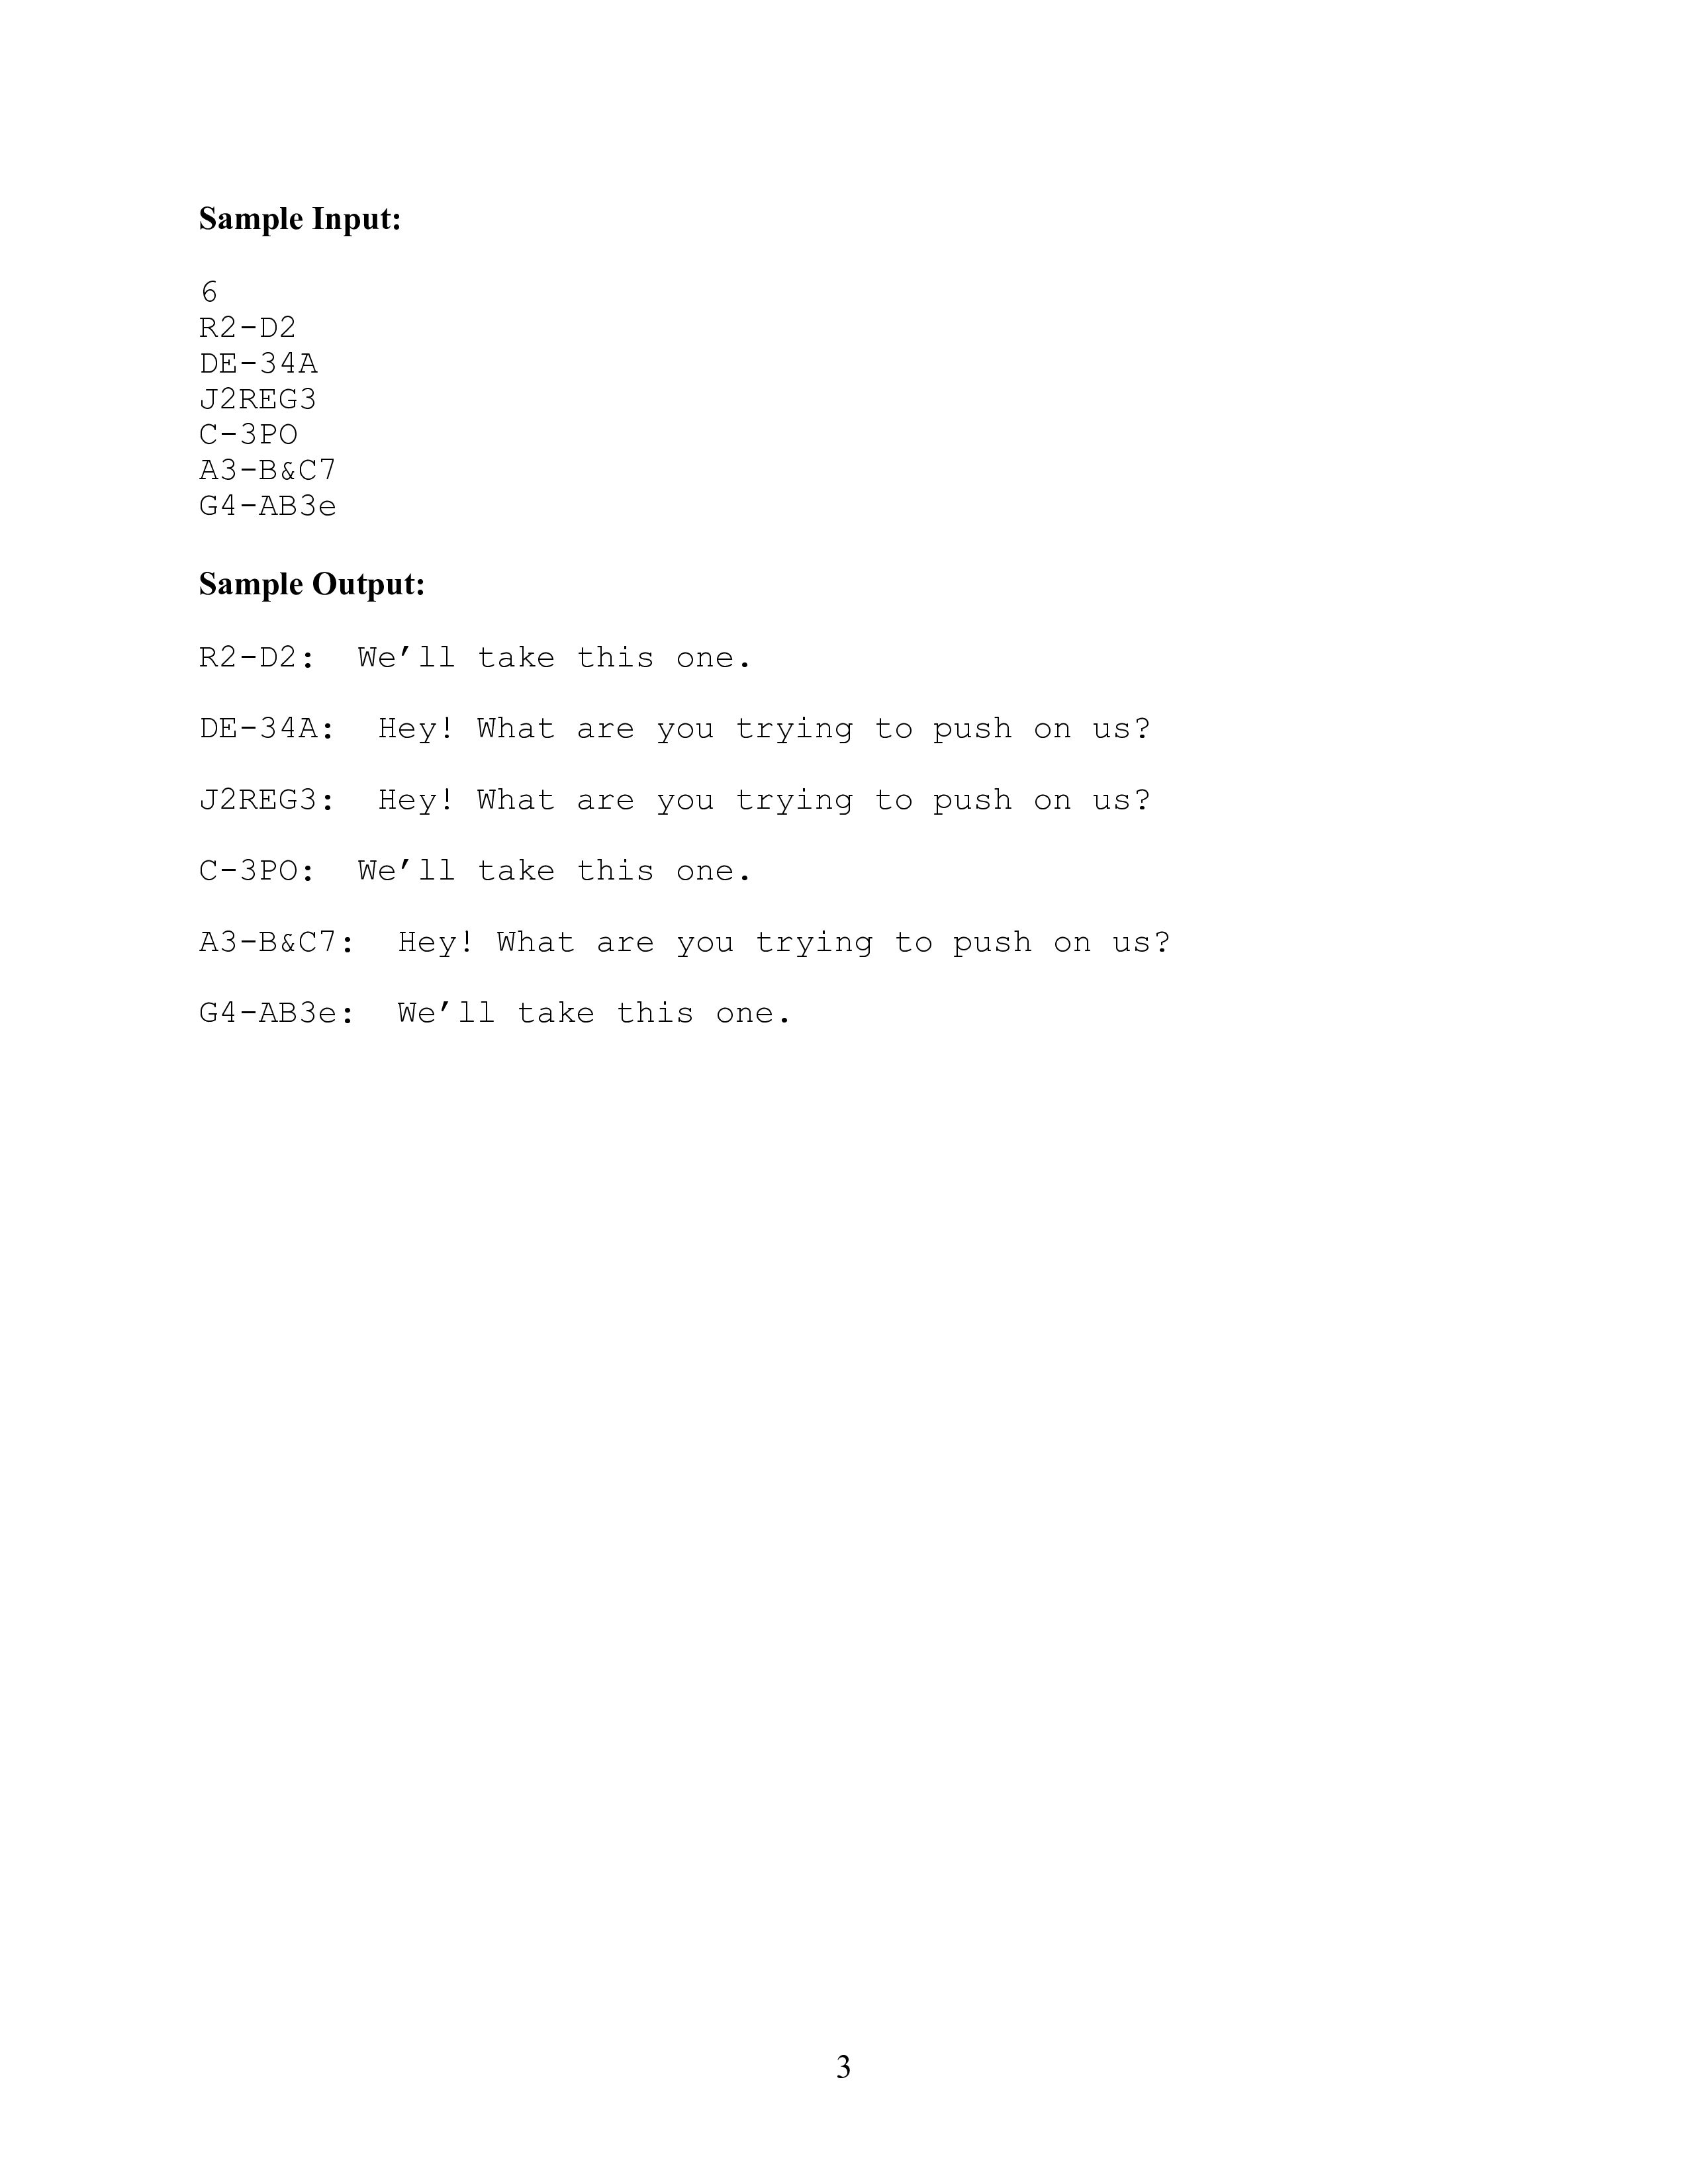 Sample Input:
6
R2-D2
DE-34A
J2REG3
C-3PO
A3-B&C7
G4-AB3e
Sample Output:
R2-D2:  We’ll take this one.
DE-34A:  Hey! What are you trying to push on us?
J2REG3:  Hey! What are you trying to push on us?
C-3PO:  We’ll take this one.
A3-B&C7:  Hey! What are you trying to push on us?
G4-AB3e:  We’ll take this one.
3